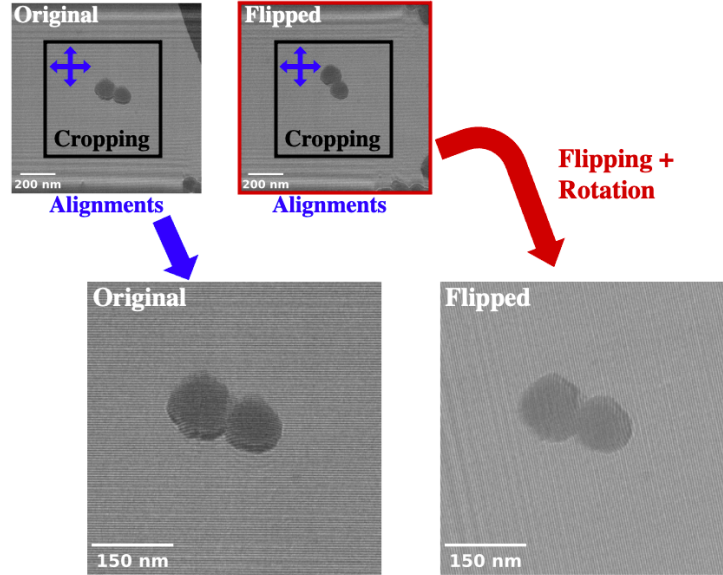 Original
Cropping
200 nm
Alignments
Flipped
Cropping
200 nm
Alignments
Flipping +
Rotation
Original
150 nm
Flipped
150 nm